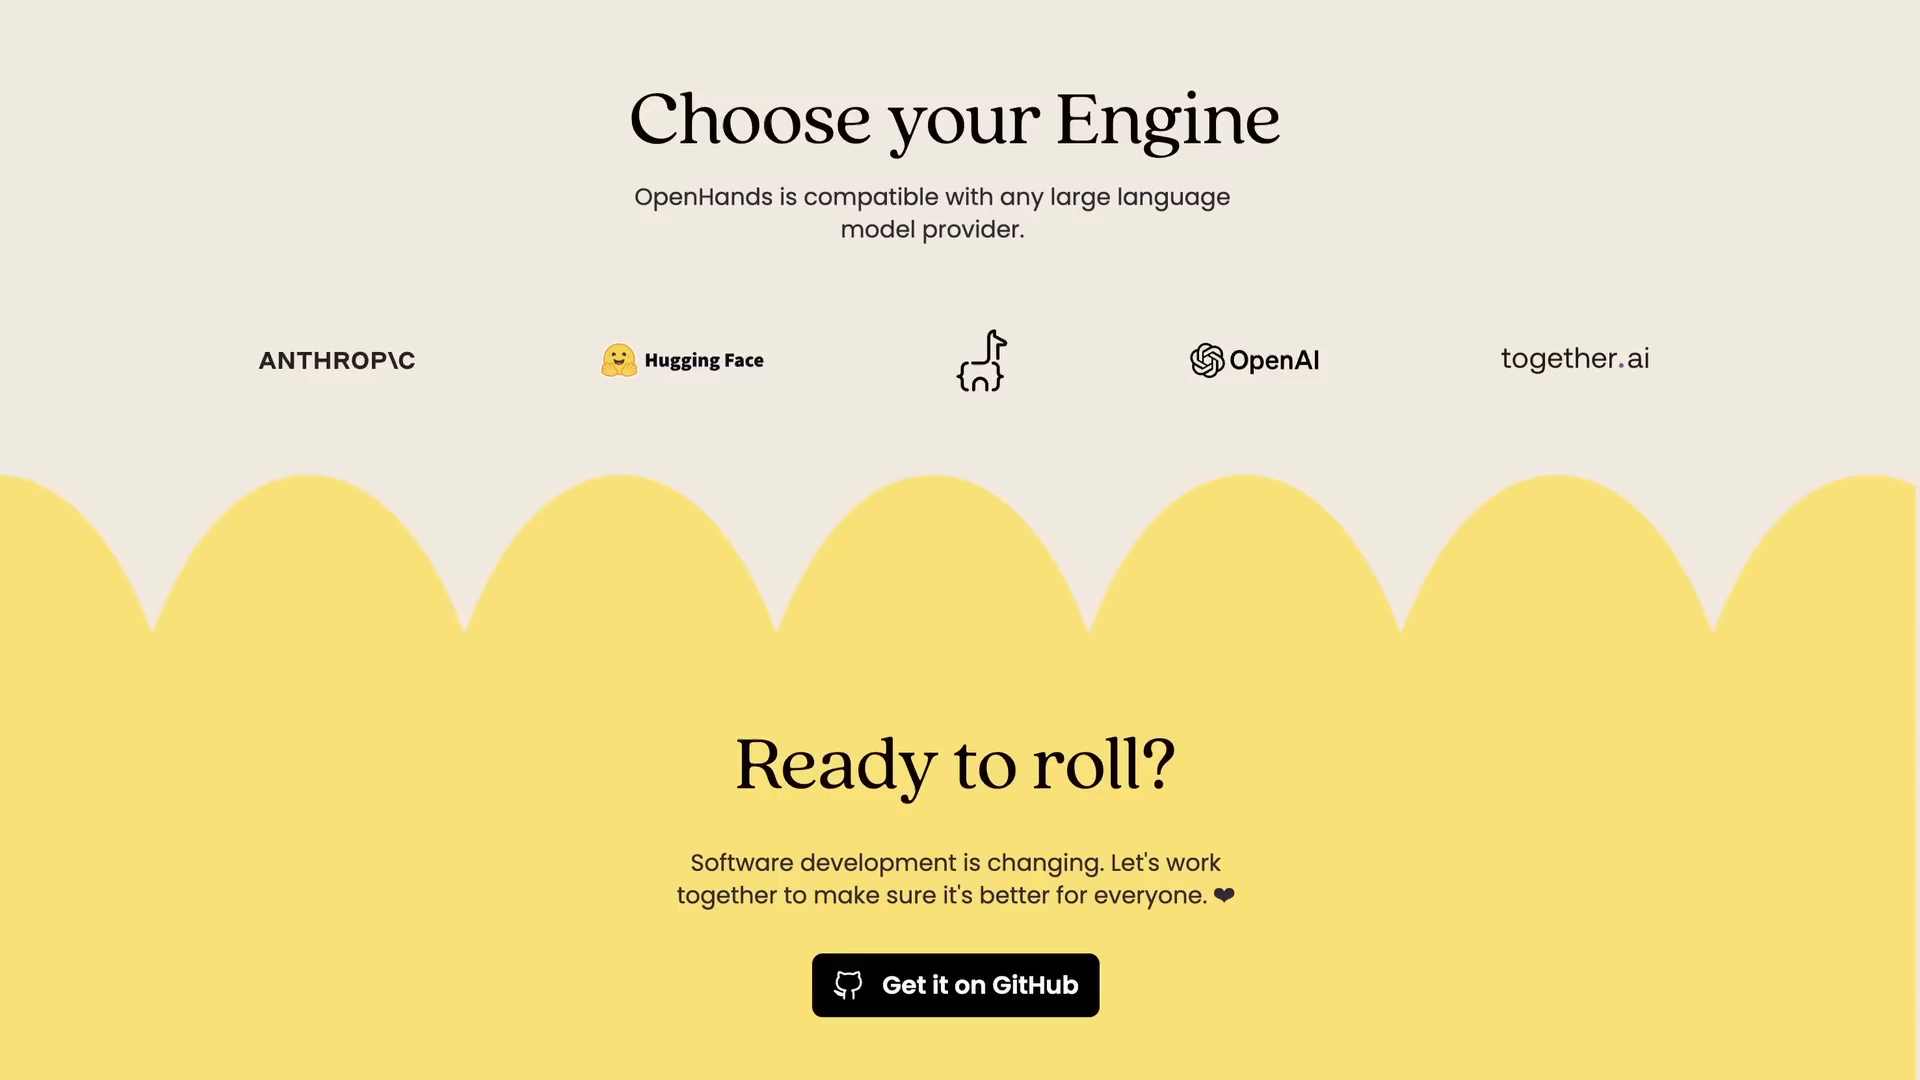 Choose your Engine
OpenHands is compatible with any large language
model provider.
ANTHROP\C
Hugging Face
OpenAI
together.ai
Ready to roll?
Software development is changing. Let's work
together to make sure it's better for everyone. ❤
Get it on GitHub